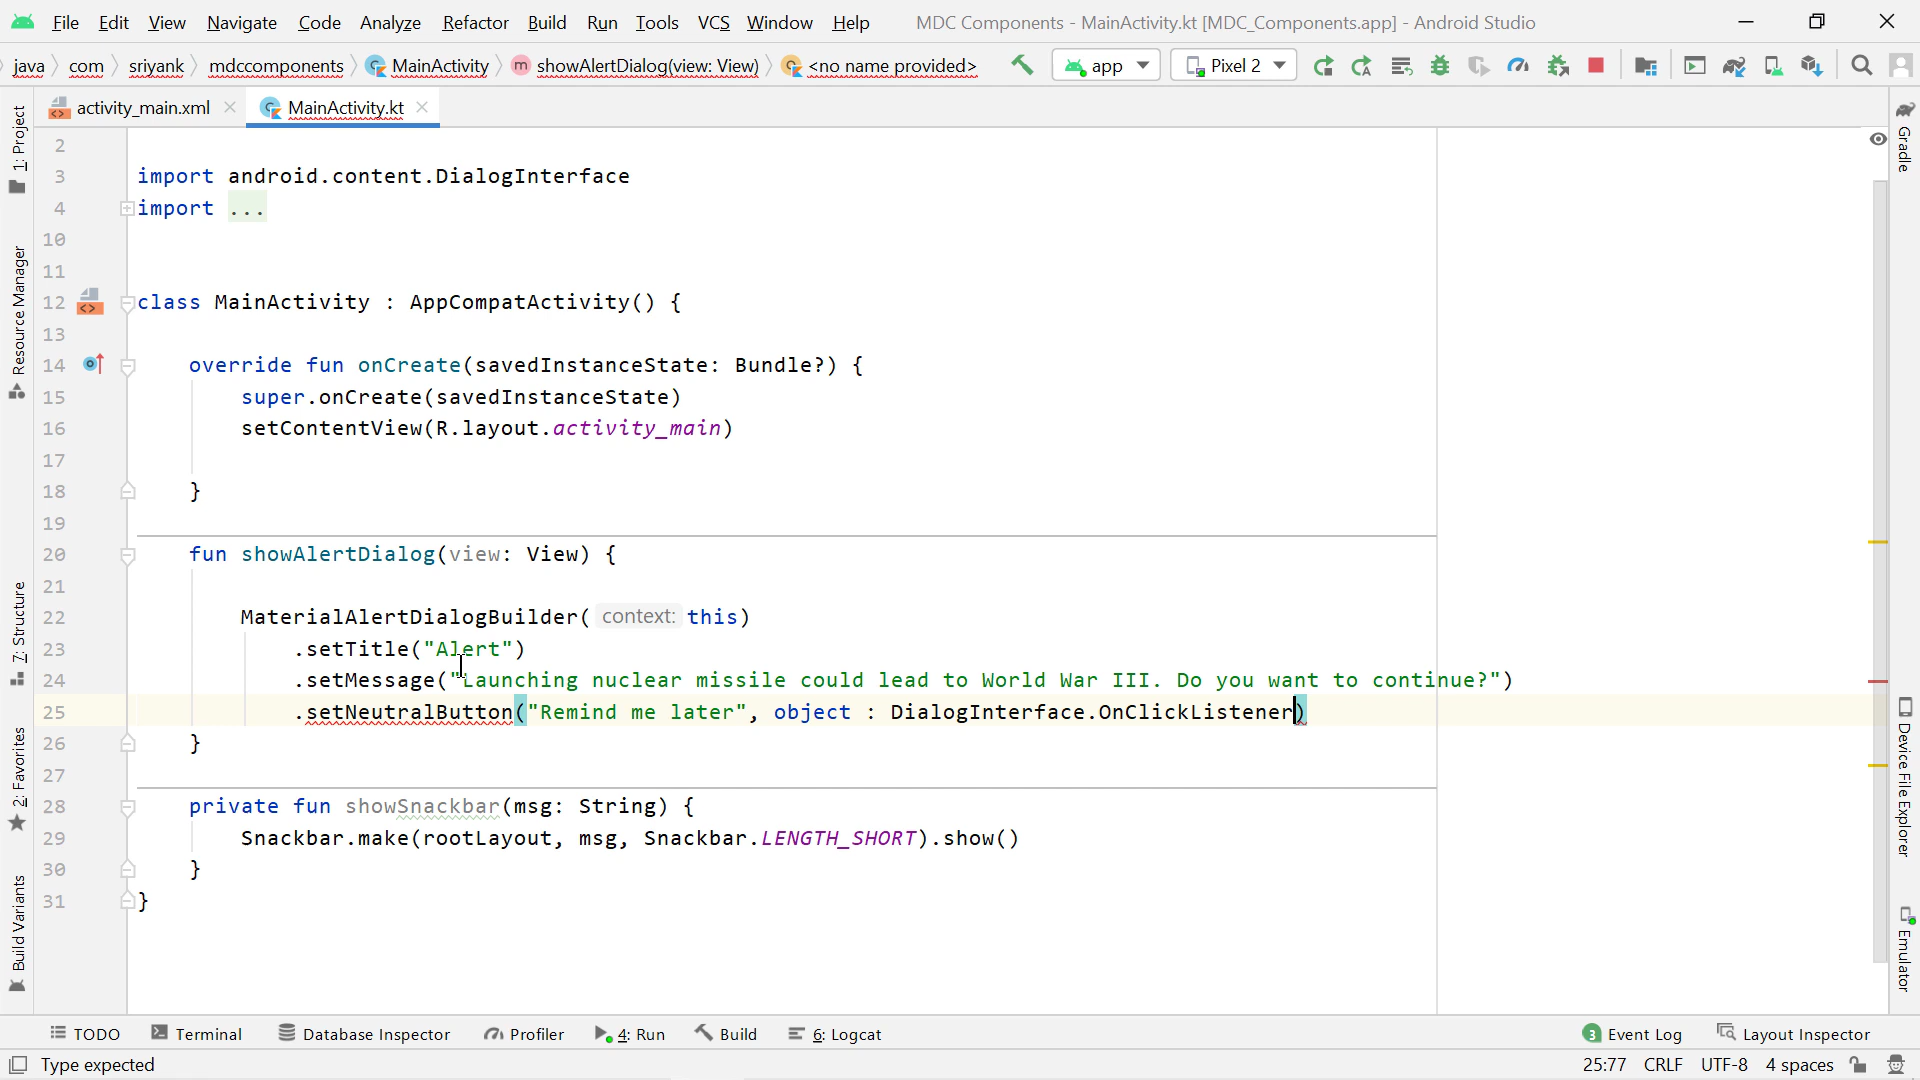 File Edit View Navigate Code Analyze Refactor Build Run Tools VCS Window Help MDC Components - MainActivity.kt [MDC_Components.app] - Android Studio
java com sriyank mdccomponents MainActivity m showAlertDialog(view: View) <no name provided> app Pixel 2
activity_main.xml MainActivity.kt
1: Project
Resource Manager
7: Structure
2: Favorites
Build Variants
2
3 import android.content.DialogInterface
4 import ...
10
11
12 class MainActivity : AppCompatActivity() {
13
14 override fun onCreate(savedInstanceState: Bundle?) {
15 super.onCreate(savedInstanceState)
16 setContentView(R.layout.activity_main)
17
18 }
19
20 fun showAlertDialog(view: View) {
21
22 MaterialAlertDialogBuilder( context: this)
23 .setTitle("Alert")
24 .setMessage("Launching nuclear missile could lead to World War III. Do you want to continue?")
25 .setNeutralButton("Remind me later", object : DialogInterface.OnClickListener)
26 }
27
28 private fun showSnackbar(msg: String) {
29 Snackbar.make(rootLayout, msg, Snackbar.LENGTH_SHORT).show()
30 }
31 }
Gradle
Device File Explorer
Emulator
TODO Terminal Database Inspector Profiler 4: Run Build 6: Logcat 3 Event Log Layout Inspector
Type expected 25:77 CRLF UTF-8 4 spaces